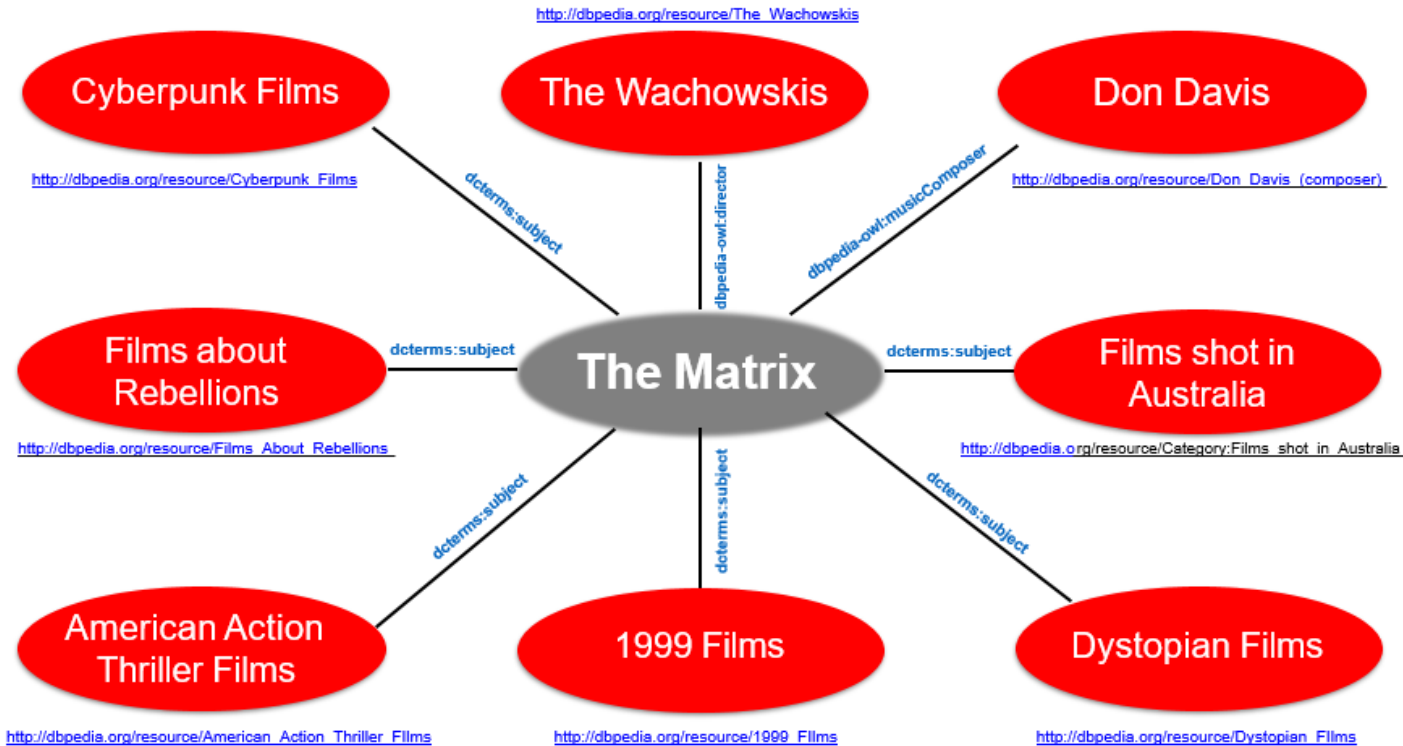 http://dbpedia.org/resource/The_Wachowskis
Cyberpunk Films
The Wachowskis
Don Davis
http://dbpedia.org/resource/Cyberpunk_Films
http://dbpedia.org/resource/Don_Davis_(composer)
dcterms:subject
dbpedia-owl:director
dbpedia-owl:musicComposer
Films about
Rebellions
dcterms:subject
The Matrix
dcterms:subject
Films shot in
Australia
http://dbpedia.org/resource/Films_About_Rebellions
http://dbpedia.org/resource/Category:Films_shot_in_Australia
dcterms:subject
dcterms:subject
dcterms:subject
American Action
Thriller Films
1999 Films
Dystopian Films
http://dbpedia.org/resource/American_Action_Thriller_FIlms
http://dbpedia.org/resource/1999_FIlms
http://dbpedia.org/resource/Dystopian_FIlms